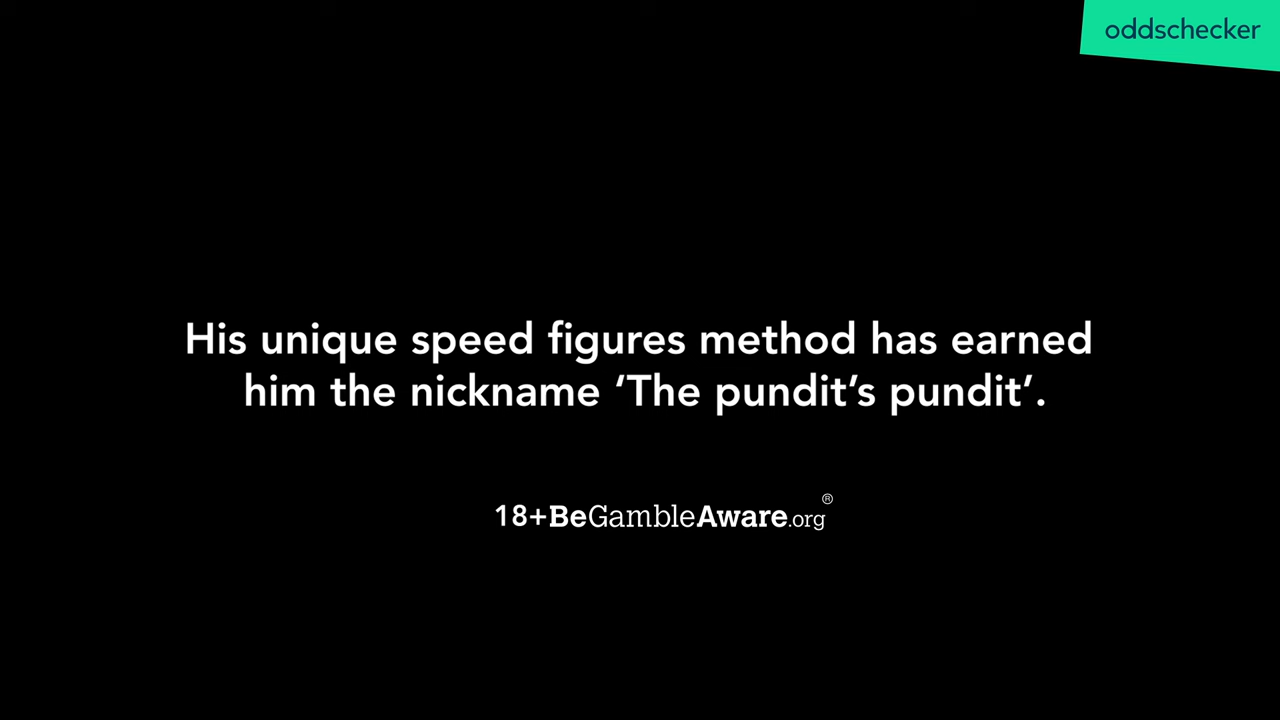 oddschecker
His unique speed figures method has earned
him the nickname ‘The pundit’s pundit’.
18+BeGambleAware.org®